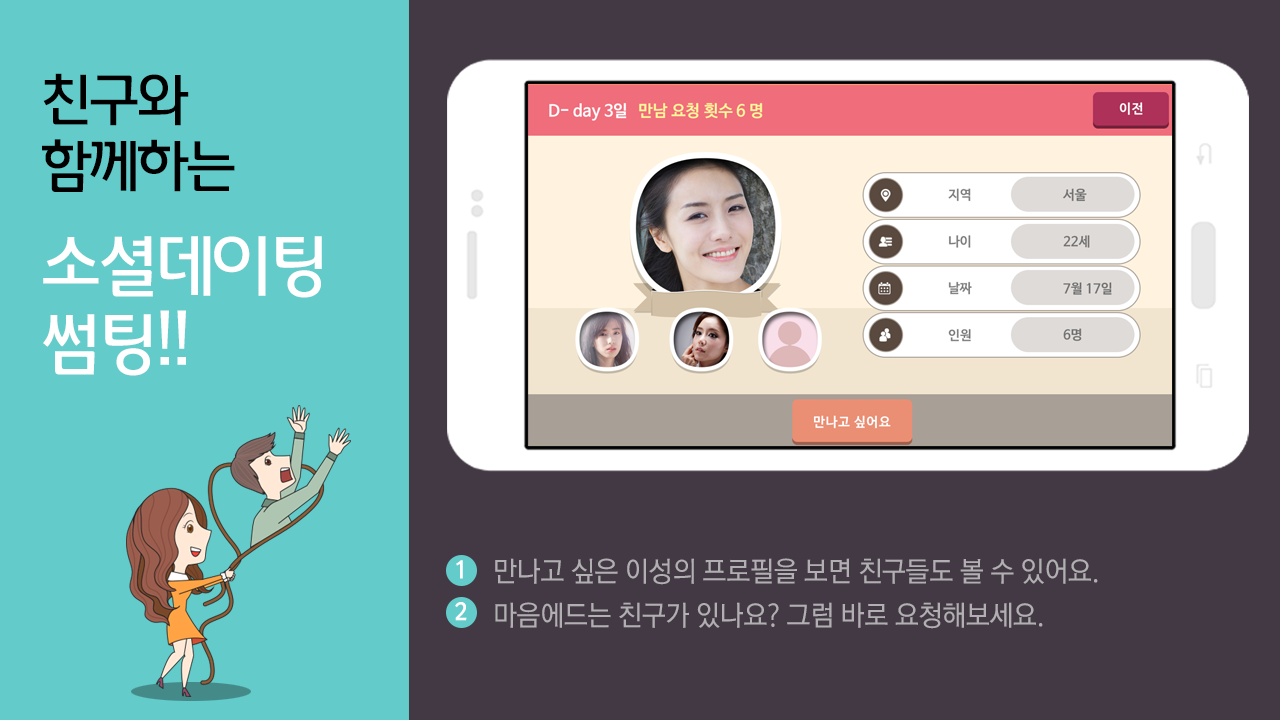 친구와
함께하는
소셜데이팅
썸팅!!
D- day 3일 만남 요청 횟수 6 명
이전
지역 서울
나이 22세
날짜 7월 17일
인원 6명
만나고 싶어요
1 만나고 싶은 이성의 프로필을 보면 친구들도 볼 수 있어요.
2 마음에드는 친구가 있나요? 그럼 바로 요청해보세요.